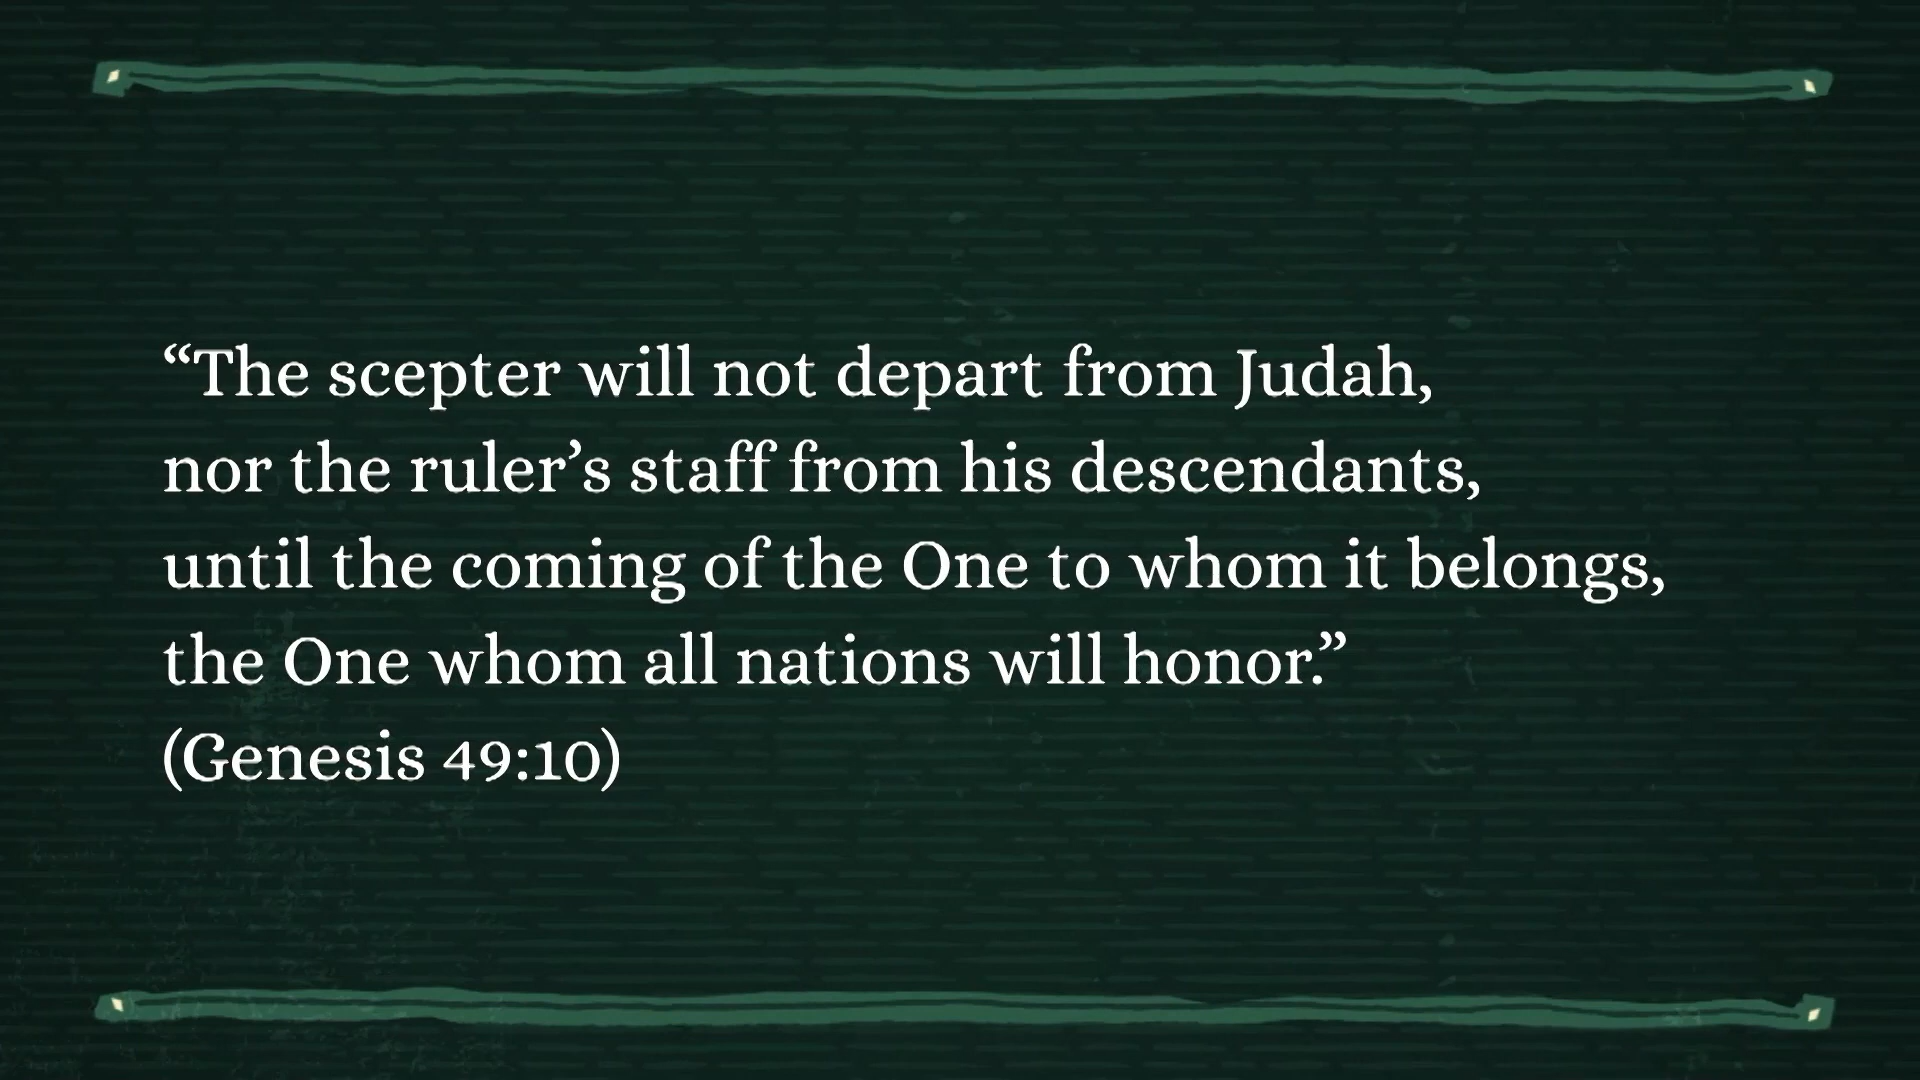 “The scepter will not depart from Judah,
nor the ruler’s staff from his descendants,
until the coming of the One to whom it belongs,
the One whom all nations will honor.”
(Genesis 49:10)